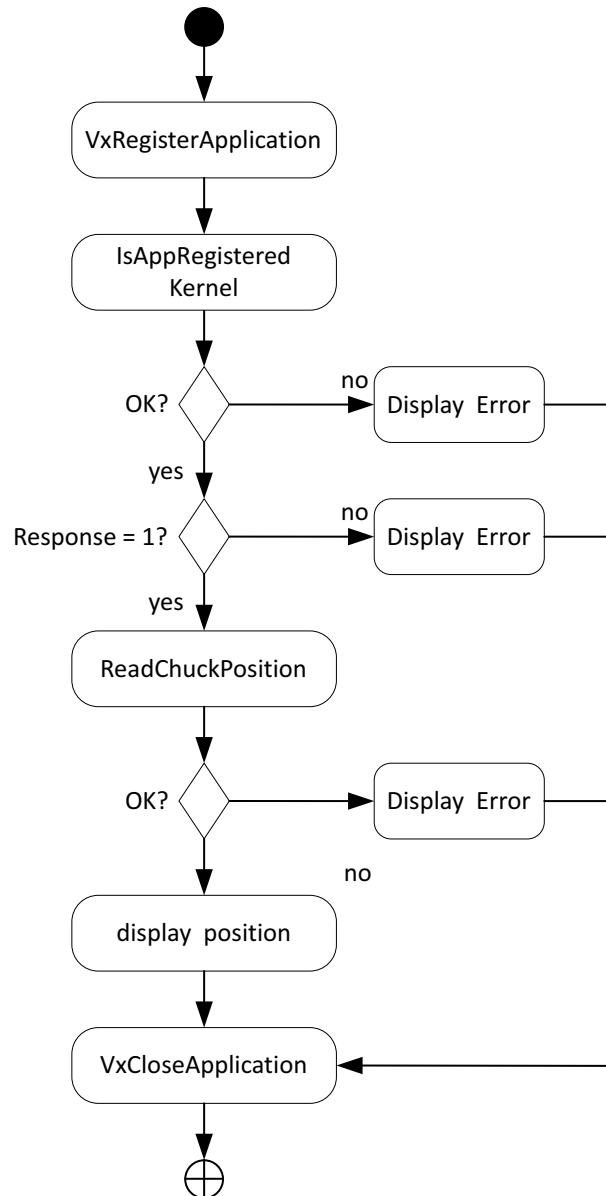 VxRegisterApplication
IsAppRegistered
Kernel
no
OK?
Display Error
yes
no
Response = 1?
Display Error
yes
ReadChuckPosition
OK?
Display Error
no
display position
VxCloseApplication